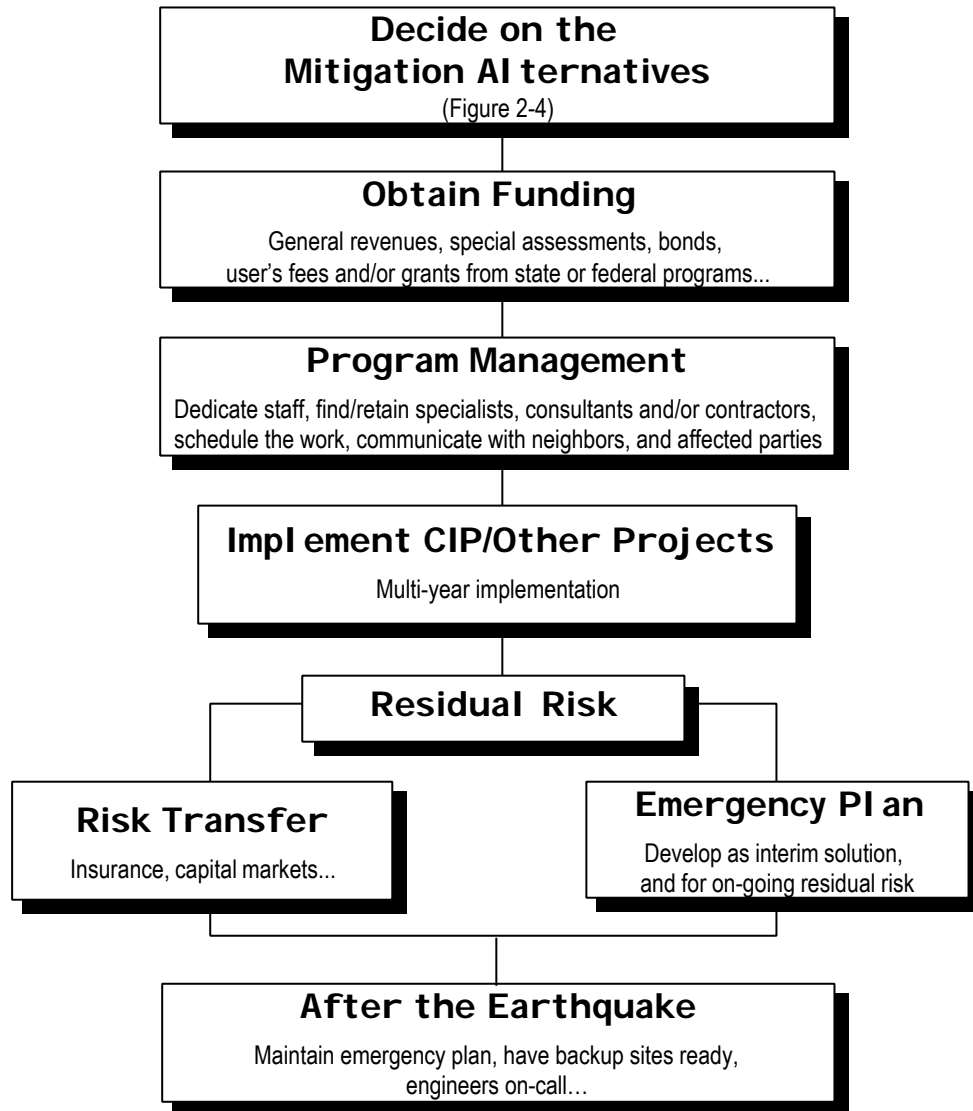 Decide on the
Mitigation Alternatives
(Figure 2-4)
Obtain Funding
General revenues, special assessments, bonds,
user's fees and/or grants from state or federal programs...
Program Management
Dedicate staff, find/retain specialists, consultants and/or contractors,
schedule the work, communicate with neighbors, and affected parties
Implement CIP/Other Projects
Multi-year implementation
Residual Risk
Risk Transfer
Insurance, capital markets...
Emergency Plan
Develop as interim solution,
and for on-going residual risk
After the Earthquake
Maintain emergency plan, have backup sites ready,
engineers on-call…